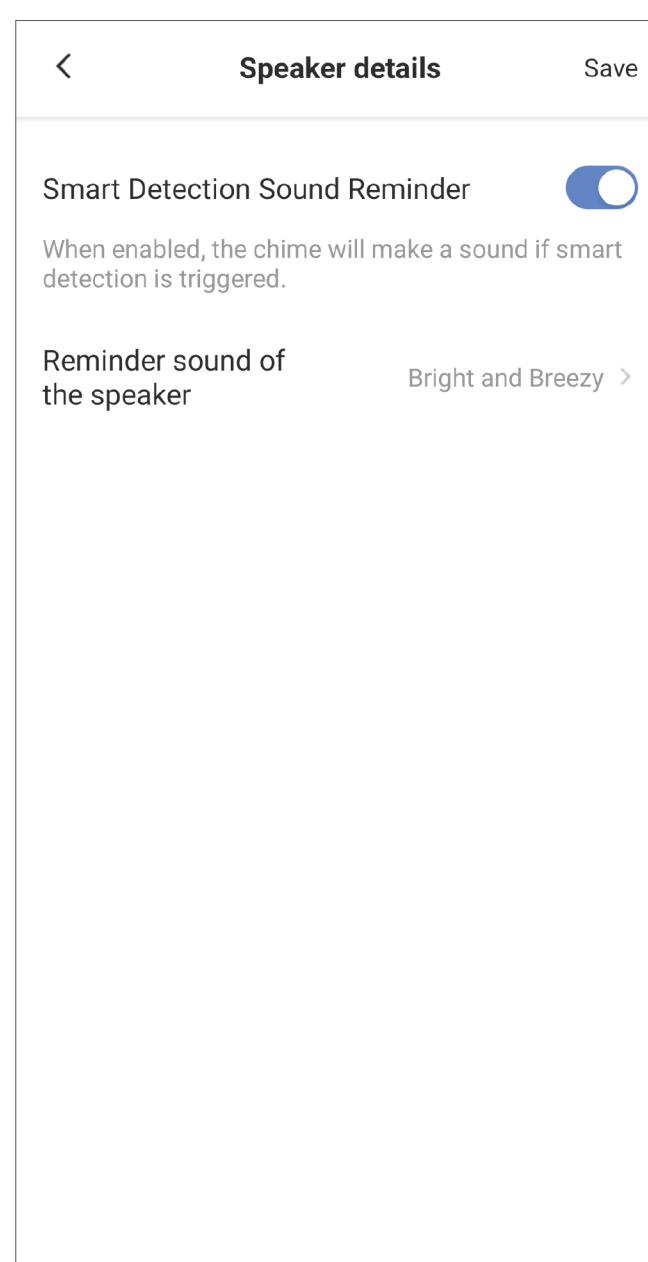 Speaker details Save
Smart Detection Sound Reminder
When enabled, the chime will make a sound if smart
detection is triggered.
Reminder sound of
the speaker
Bright and Breezy